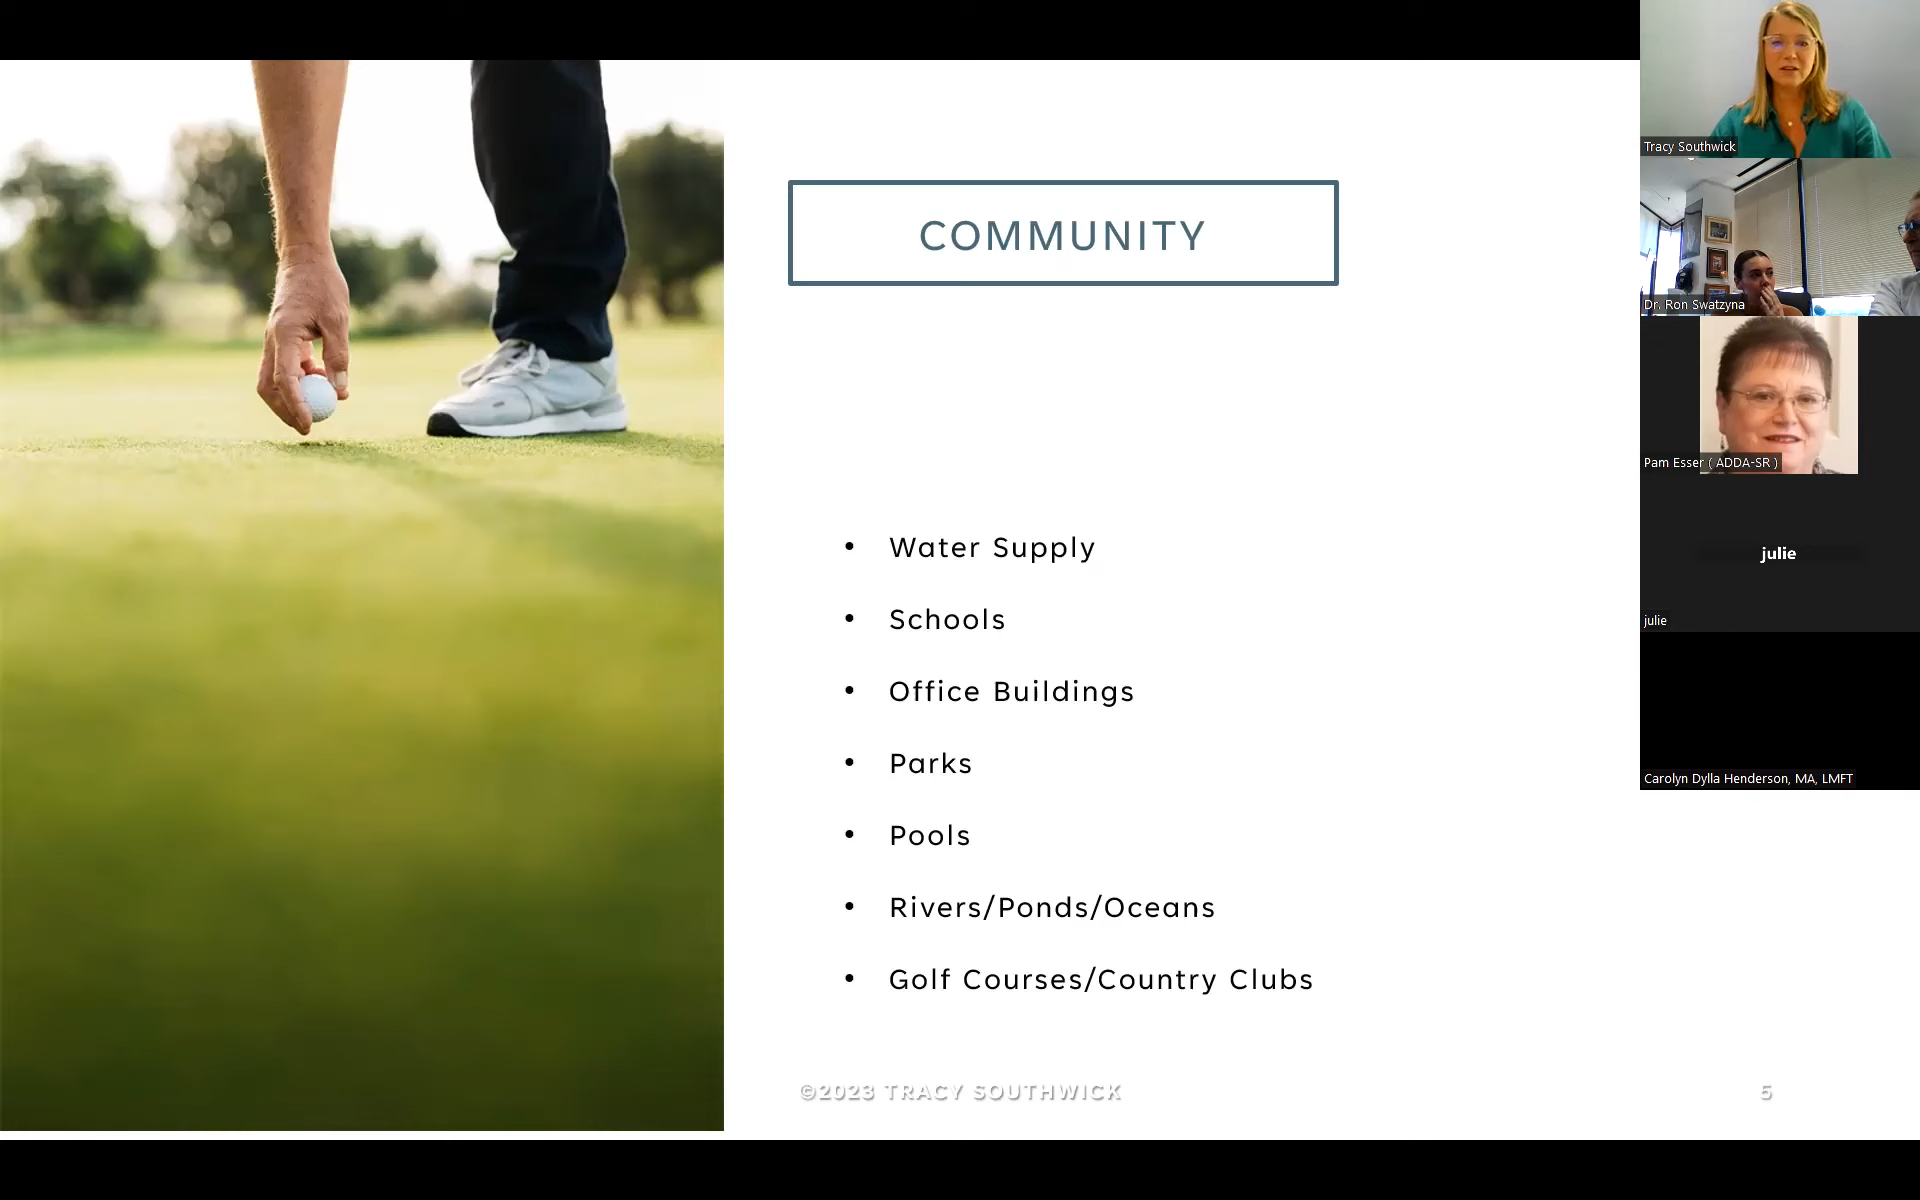 COMMUNITY
• Water Supply
• Schools
• Office Buildings
• Parks
• Pools
• Rivers/Ponds/Oceans
• Golf Courses/Country Clubs
©2023 TRACY SOUTHWICK
5
Tracy Southwick
Dr. Ron Swatzyna
Pam Esser ( ADDA-SR )
julie
julie
Carolyn Dylla Henderson, MA, LMFT